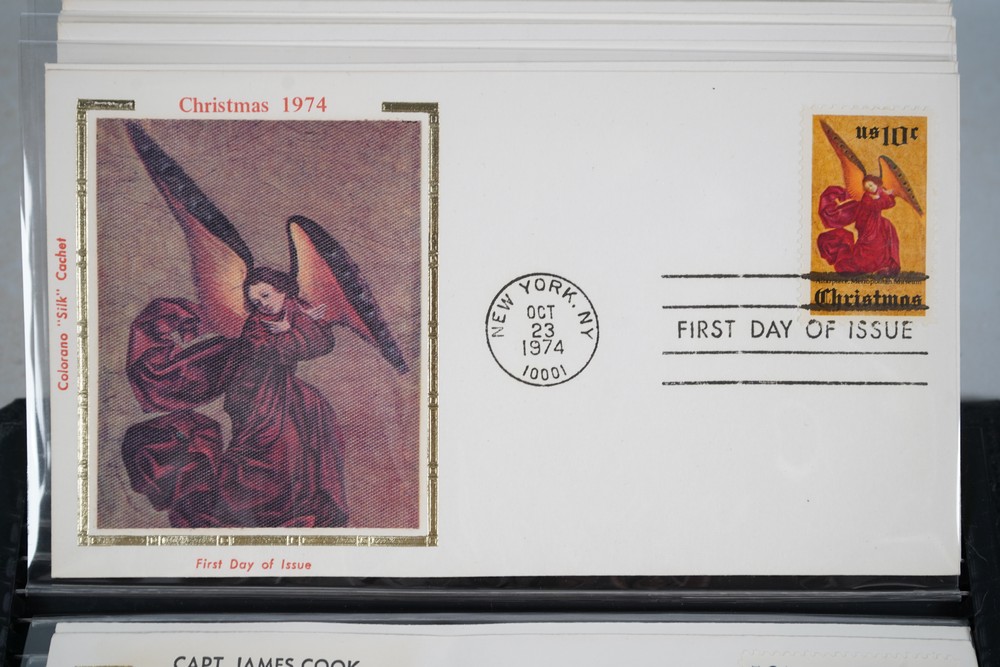 Christmas 1974
Colorano "Silk" Cachet
First Day of Issue
NEW YORK, NY
OCT
23
1974
10001
us 10c
Christmas
FIRST DAY OF ISSUE
CAPT. JAMES COOK